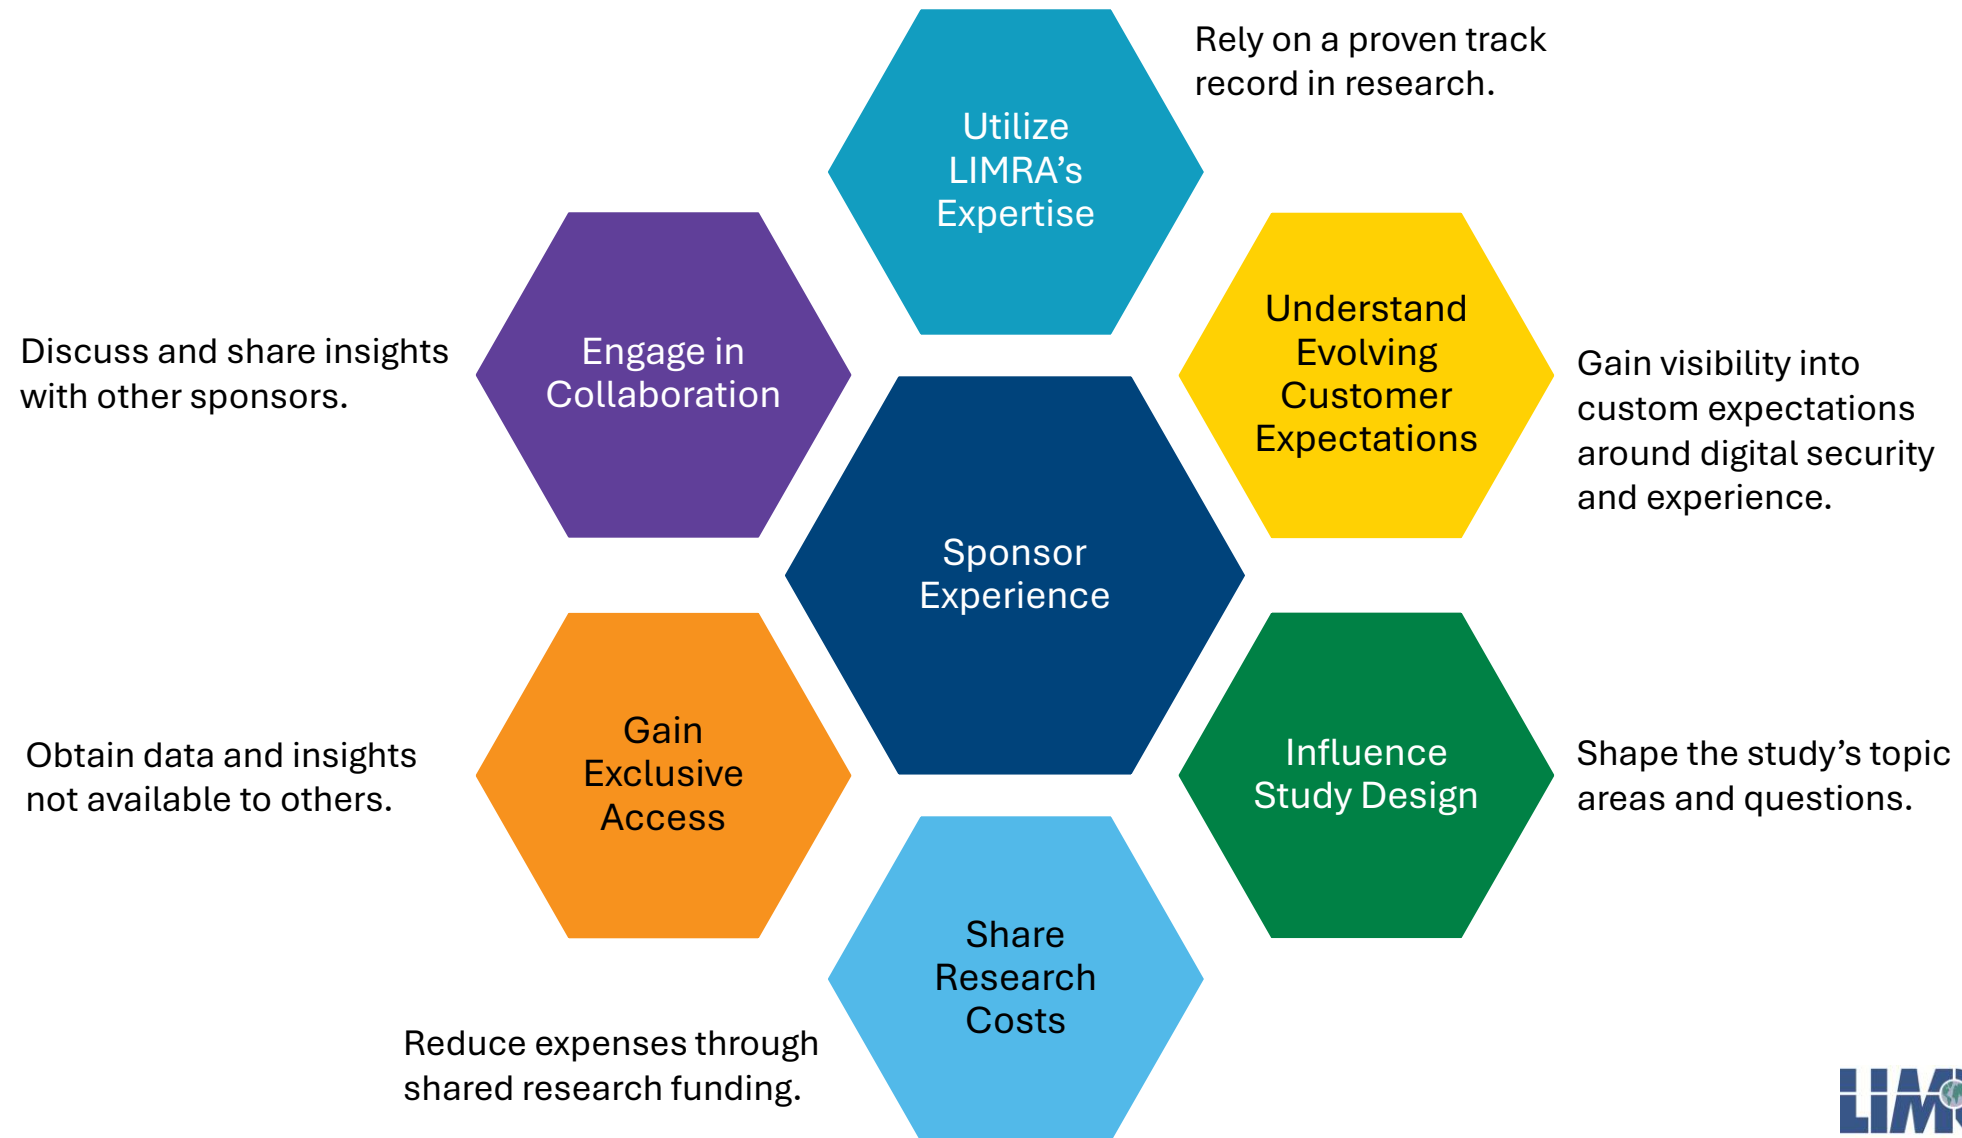 Rely on a proven track
record in research.
Utilize
LIMRA’s
Expertise
Understand
Evolving
Customer
Expectations
Gain visibility into
custom expectations
around digital security
and experience.
Discuss and share insights
with other sponsors.
Engage in
Collaboration
Sponsor
Experience
Obtain data and insights
not available to others.
Gain
Exclusive
Access
Influence
Study Design
Shape the study’s topic
areas and questions.
Share
Research
Costs
Reduce expenses through
shared research funding.